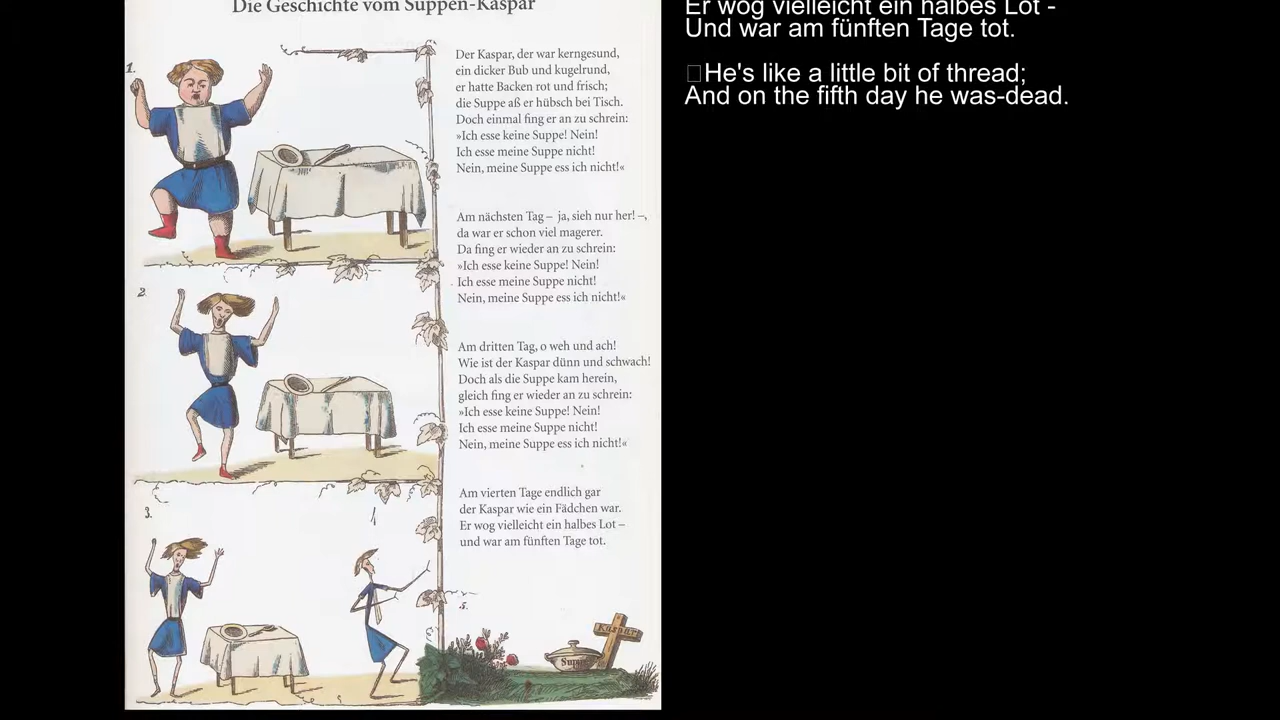 Die Geschichte vom Suppen-Kaspar
1.
Der Kaspar, der war kerngesund,
ein dicker Bub und kugelrund,
er hatte Backen rot und frisch;
die Suppe aß er hübsch bei Tisch.
Doch einmal fing er an zu schrein:
»Ich esse keine Suppe! Nein!
Ich esse meine Suppe nicht!
Nein, meine Suppe ess ich nicht!«
2.
Am nächsten Tag – ja, sieh nur her! –,
da war er schon viel magerer.
Da fing er wieder an zu schrein:
»Ich esse keine Suppe! Nein!
Ich esse meine Suppe nicht!
Nein, meine Suppe ess ich nicht!«
3.
Am dritten Tag, o weh und ach!
Wie ist der Kaspar dünn und schwach!
Doch als die Suppe kam herein,
gleich fing er wieder an zu schrein:
»Ich esse keine Suppe! Nein!
Ich esse meine Suppe nicht!
Nein, meine Suppe ess ich nicht!«
Am vierten Tage endlich gar
der Kaspar wie ein Fädchen war.
Er wog vielleicht ein halbes Lot –
und war am fünften Tage tot.
5.
Kaspar
Er wog vielleicht ein halbes Lot -
Und war am fünften Tage tot.
He's like a little bit of thread;
And on the fifth day he was-dead.